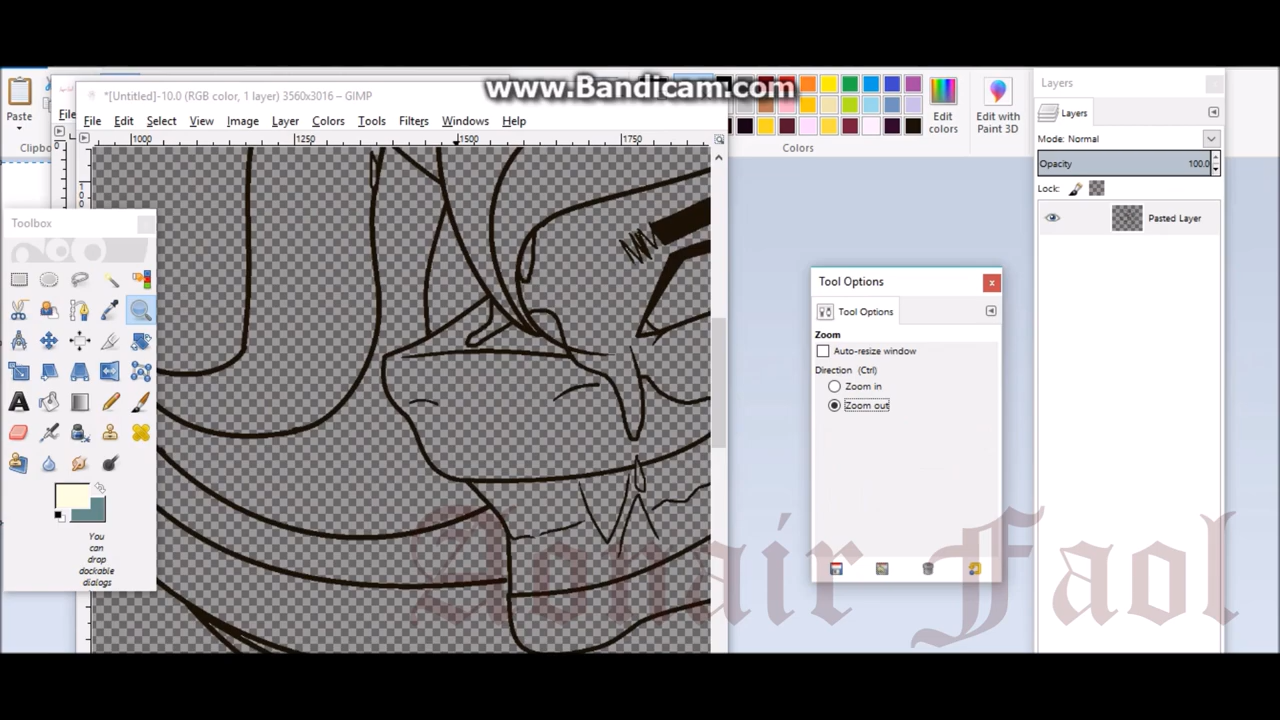 www.Bandicam.com
*[Untitled]-10.0 (RGB color, 1 layer) 3560x3016 – GIMP
File Edit Select View Image Layer Colors Tools Filters Windows Help
1000 1250 1500 1750
Paste
Edit colors
Edit with Paint 3D
Colors
Toolbox
You
can
drop
dockable
dialogs
Tool Options
Tool Options
Zoom
Auto-resize window
Direction (Ctrl)
Zoom in
Zoom out
Layers
Layers
Mode: Normal
Opacity 100.0
Lock:
Pasted Layer
Aonair Faol